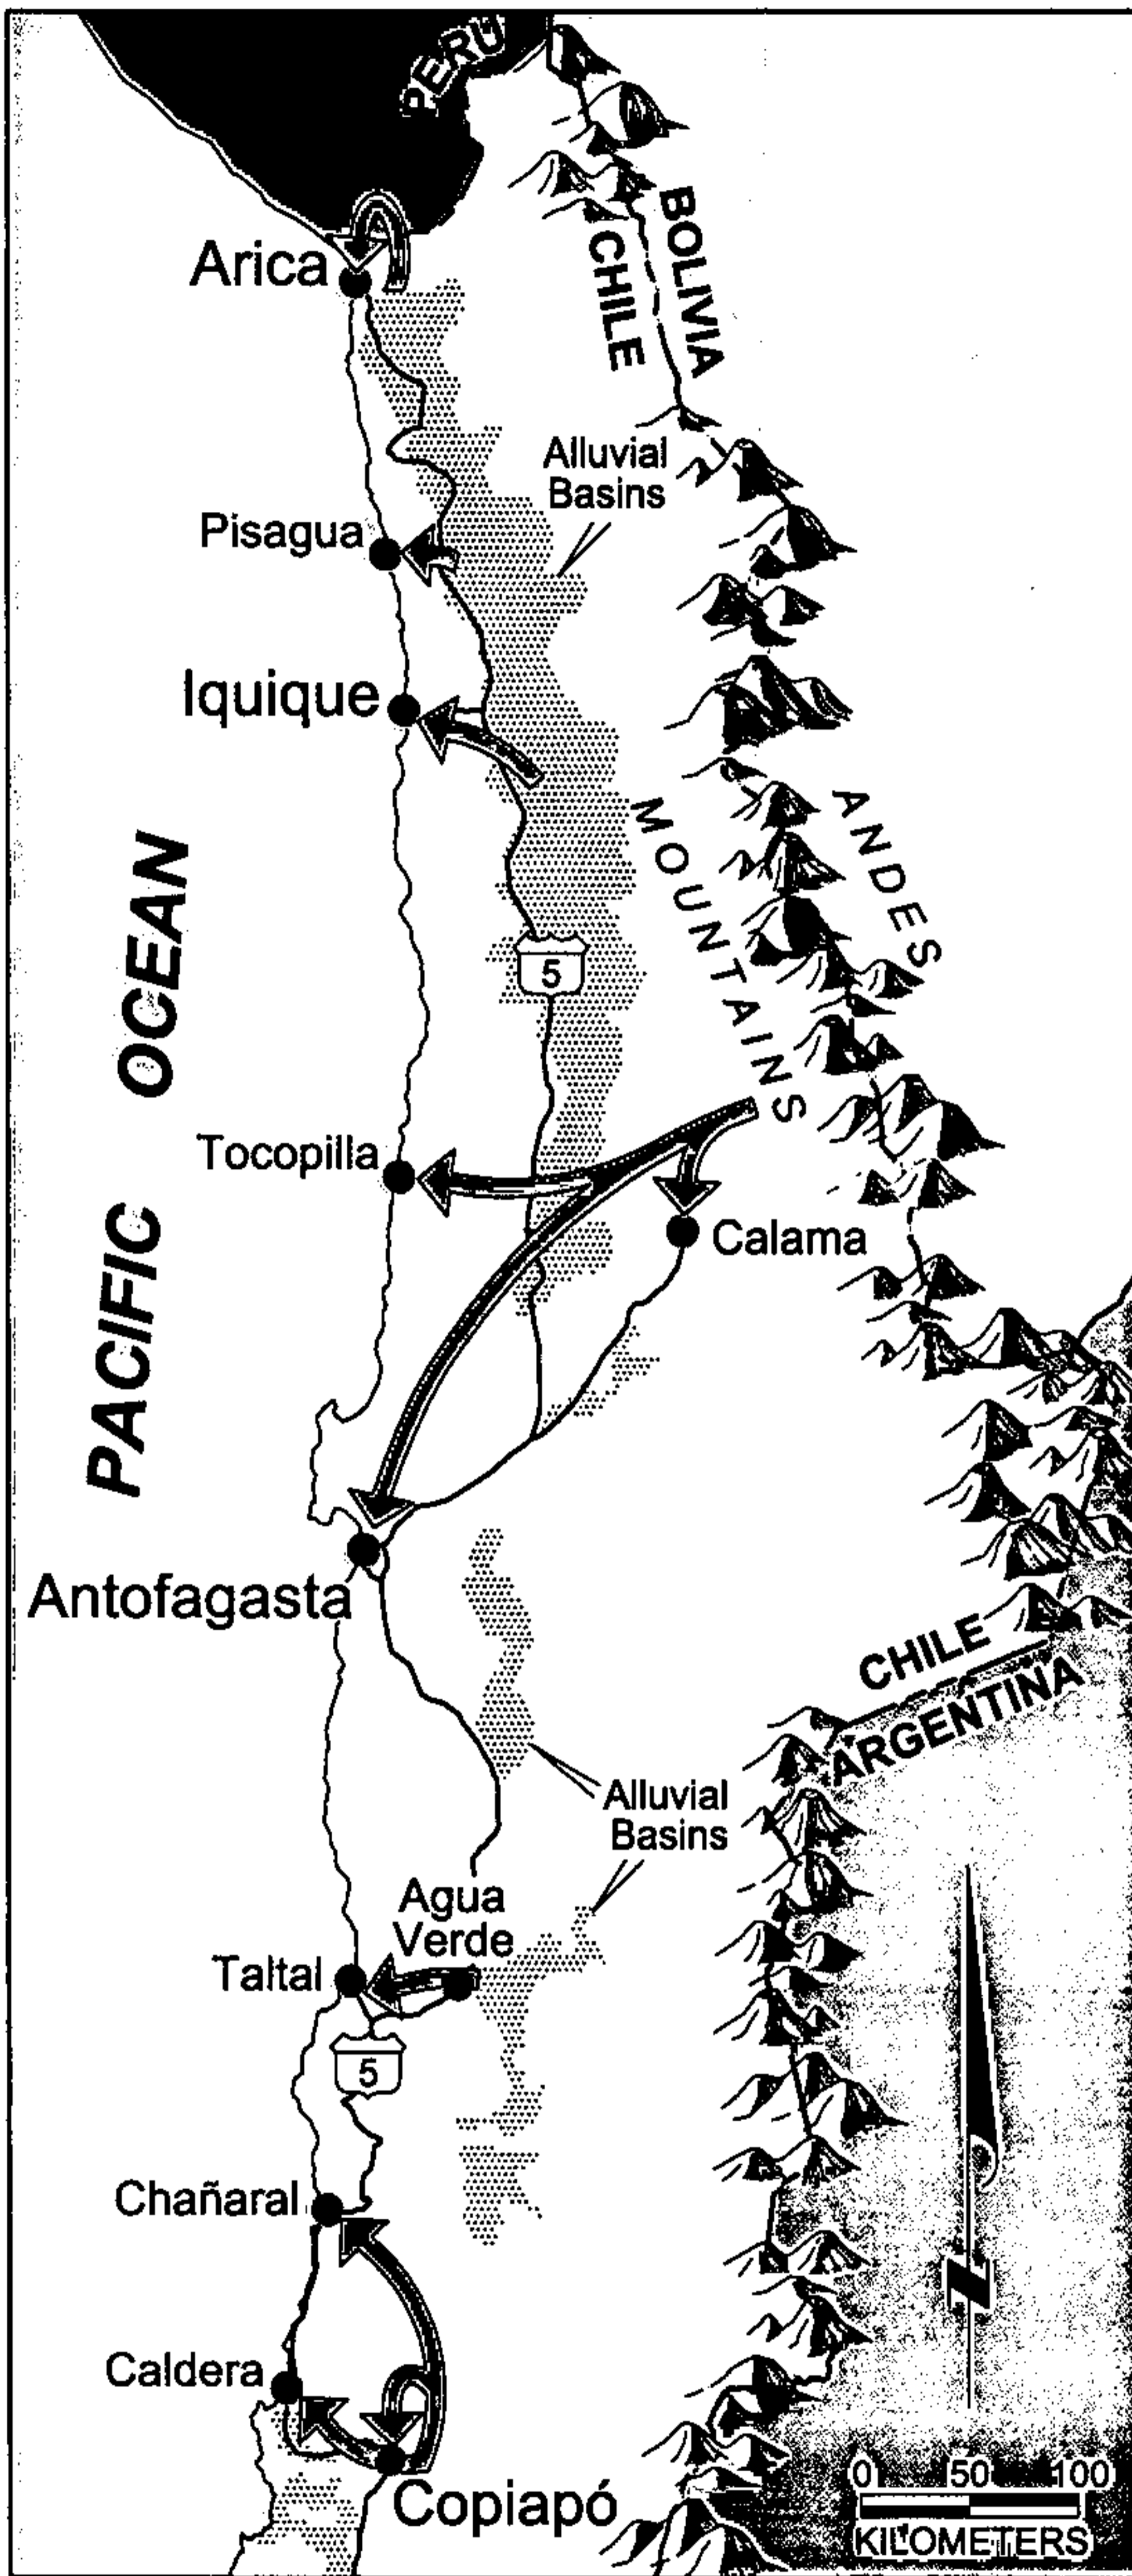 PERU
BOLIVIA
CHILE
Arica
Alluvial
Basins
Pisagua
Iquique
ANDES
MOUNTAINS
5
PACIFIC OCEAN
Tocopilla
Calama
Antofagasta
CHILE
ARGENTINA
Alluvial
Basins
Agua
Verde
Taltal
5
Chañaral
Caldera
Copiapó
N
0 50 100
KILOMETERS